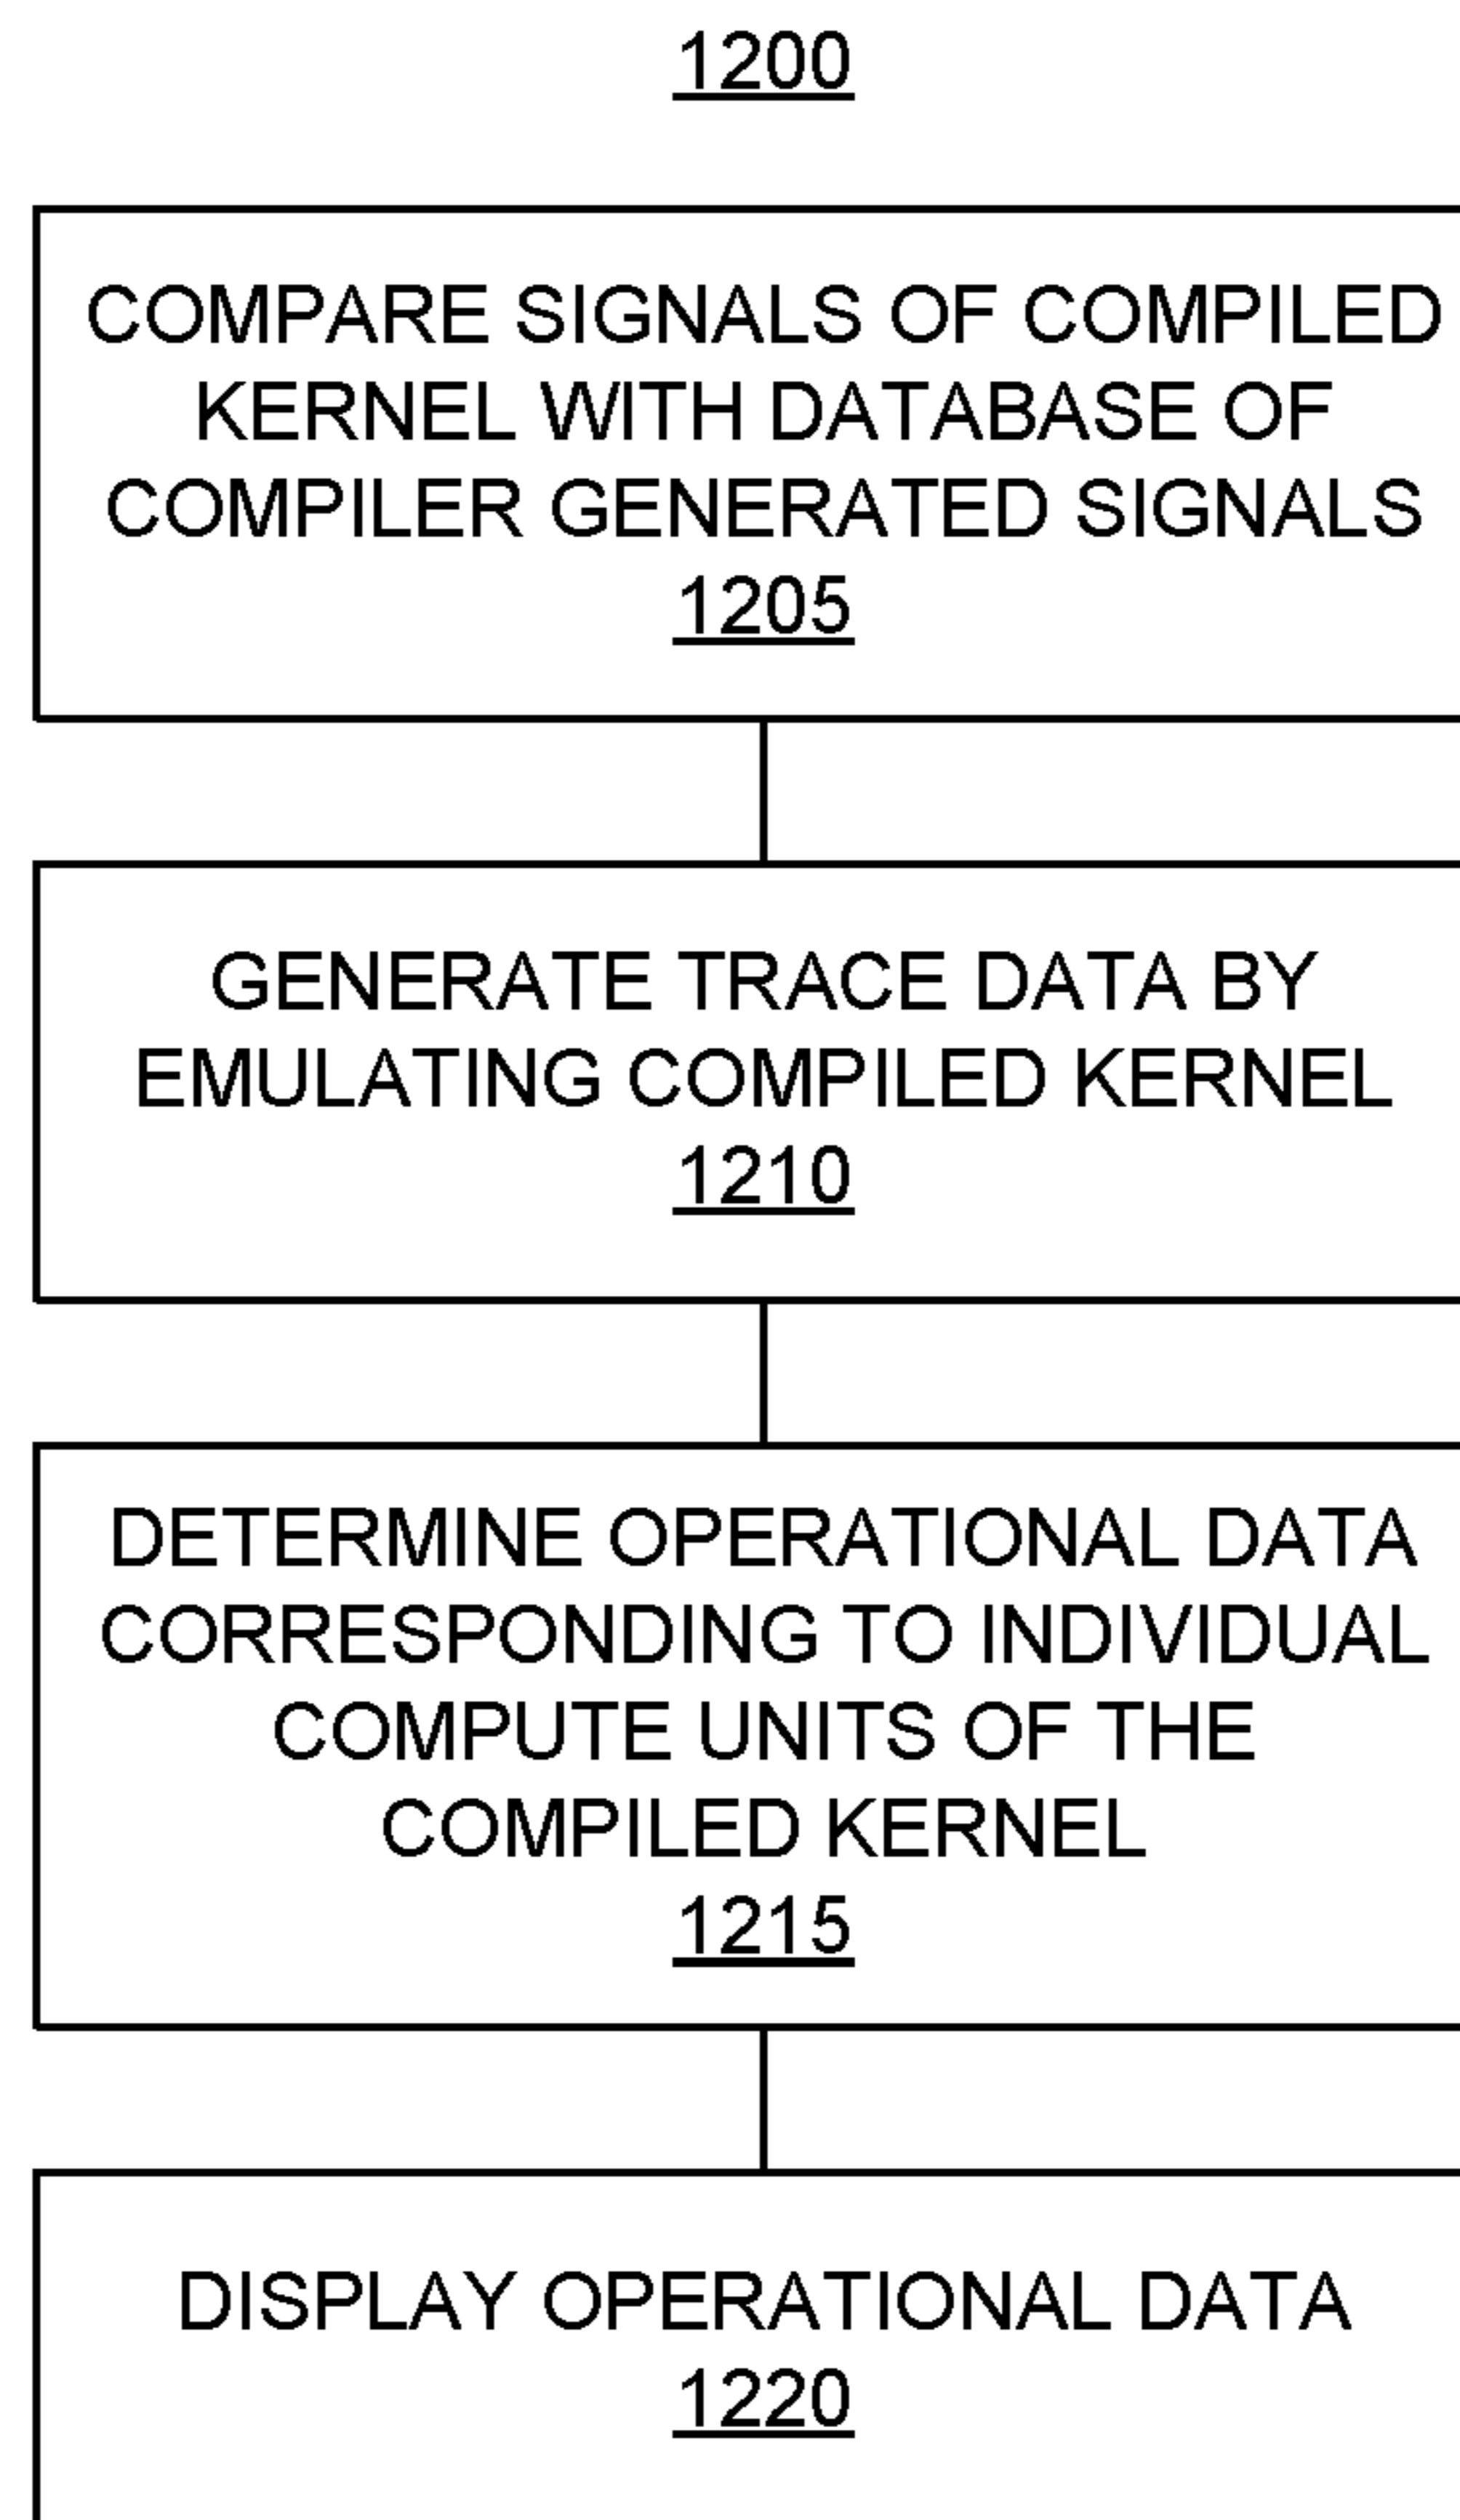 1200
COMPARE SIGNALS OF COMPILED
KERNEL WITH DATABASE OF
COMPILER GENERATED SIGNALS
1205
GENERATE TRACE DATA BY
EMULATING COMPILED KERNEL
1210
DETERMINE OPERATIONAL DATA
CORRESPONDING TO INDIVIDUAL
COMPUTE UNITS OF THE
COMPILED KERNEL
1215
DISPLAY OPERATIONAL DATA
1220